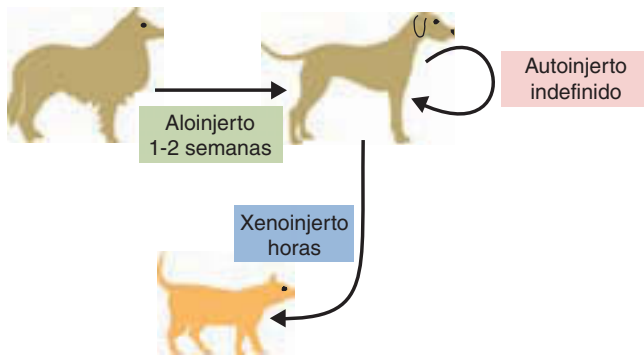 Autoinjerto
indefinido
Aloinjerto
1-2 semanas
Xenoinjerto
horas